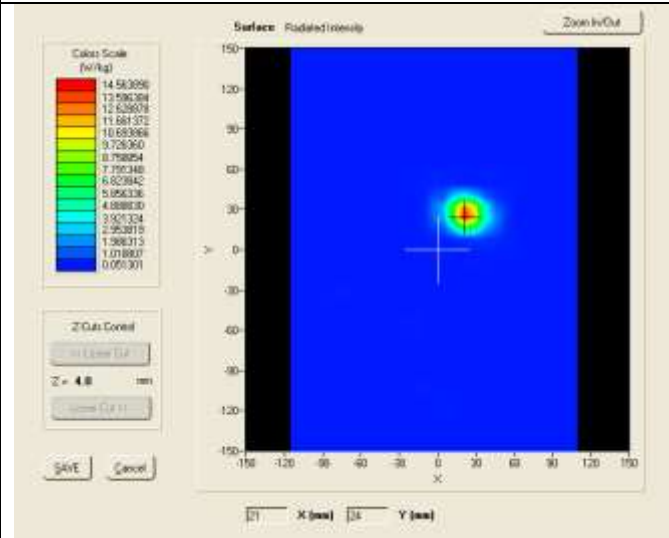 Surface Radiated Intensity
Zoom In/Out
Colors Scale
(W/kg)
14.563890
13.596384
12.628878
11.661372
10.693866
9.726360
8.758854
7.791348
6.823842
5.856336
4.888830
3.921324
2.953819
1.986313
1.018807
0.051301
150
120
90
60
30
0
-30
-60
-90
-120
-150
Y
-150 -120 -90 -60 -30 0 30 60 90 120 150
X
Z Cuts Control
Z = 4.0 mm
SAVE Cancel
21 X (mm) 24 Y (mm)